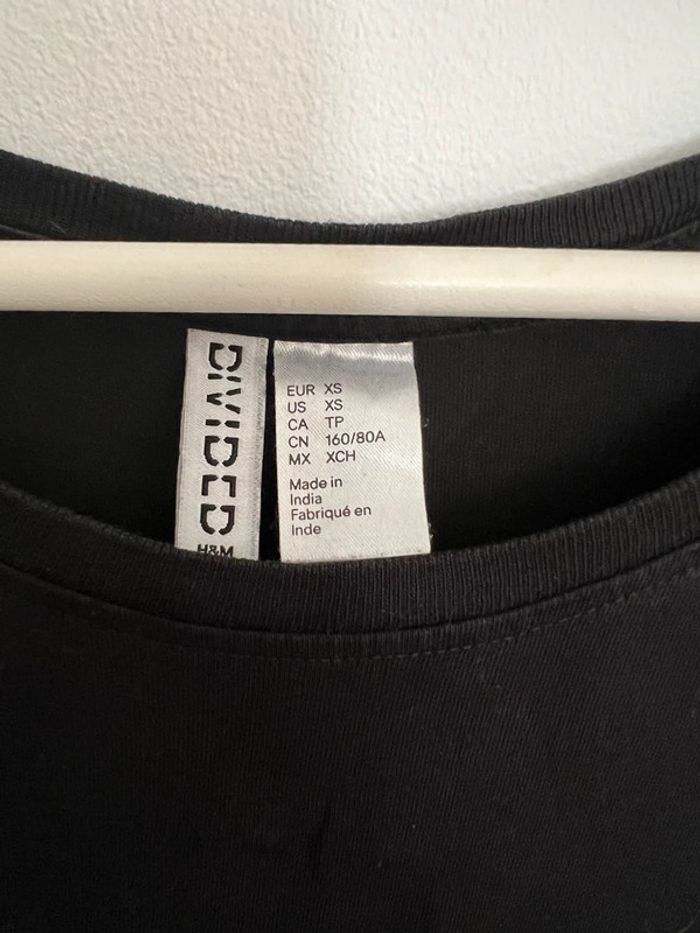 DIVIDED
H&M
EUR XS
US XS
CA TP
CN 160/80A
MX XCH
Made in
India
Fabriqué en
Inde